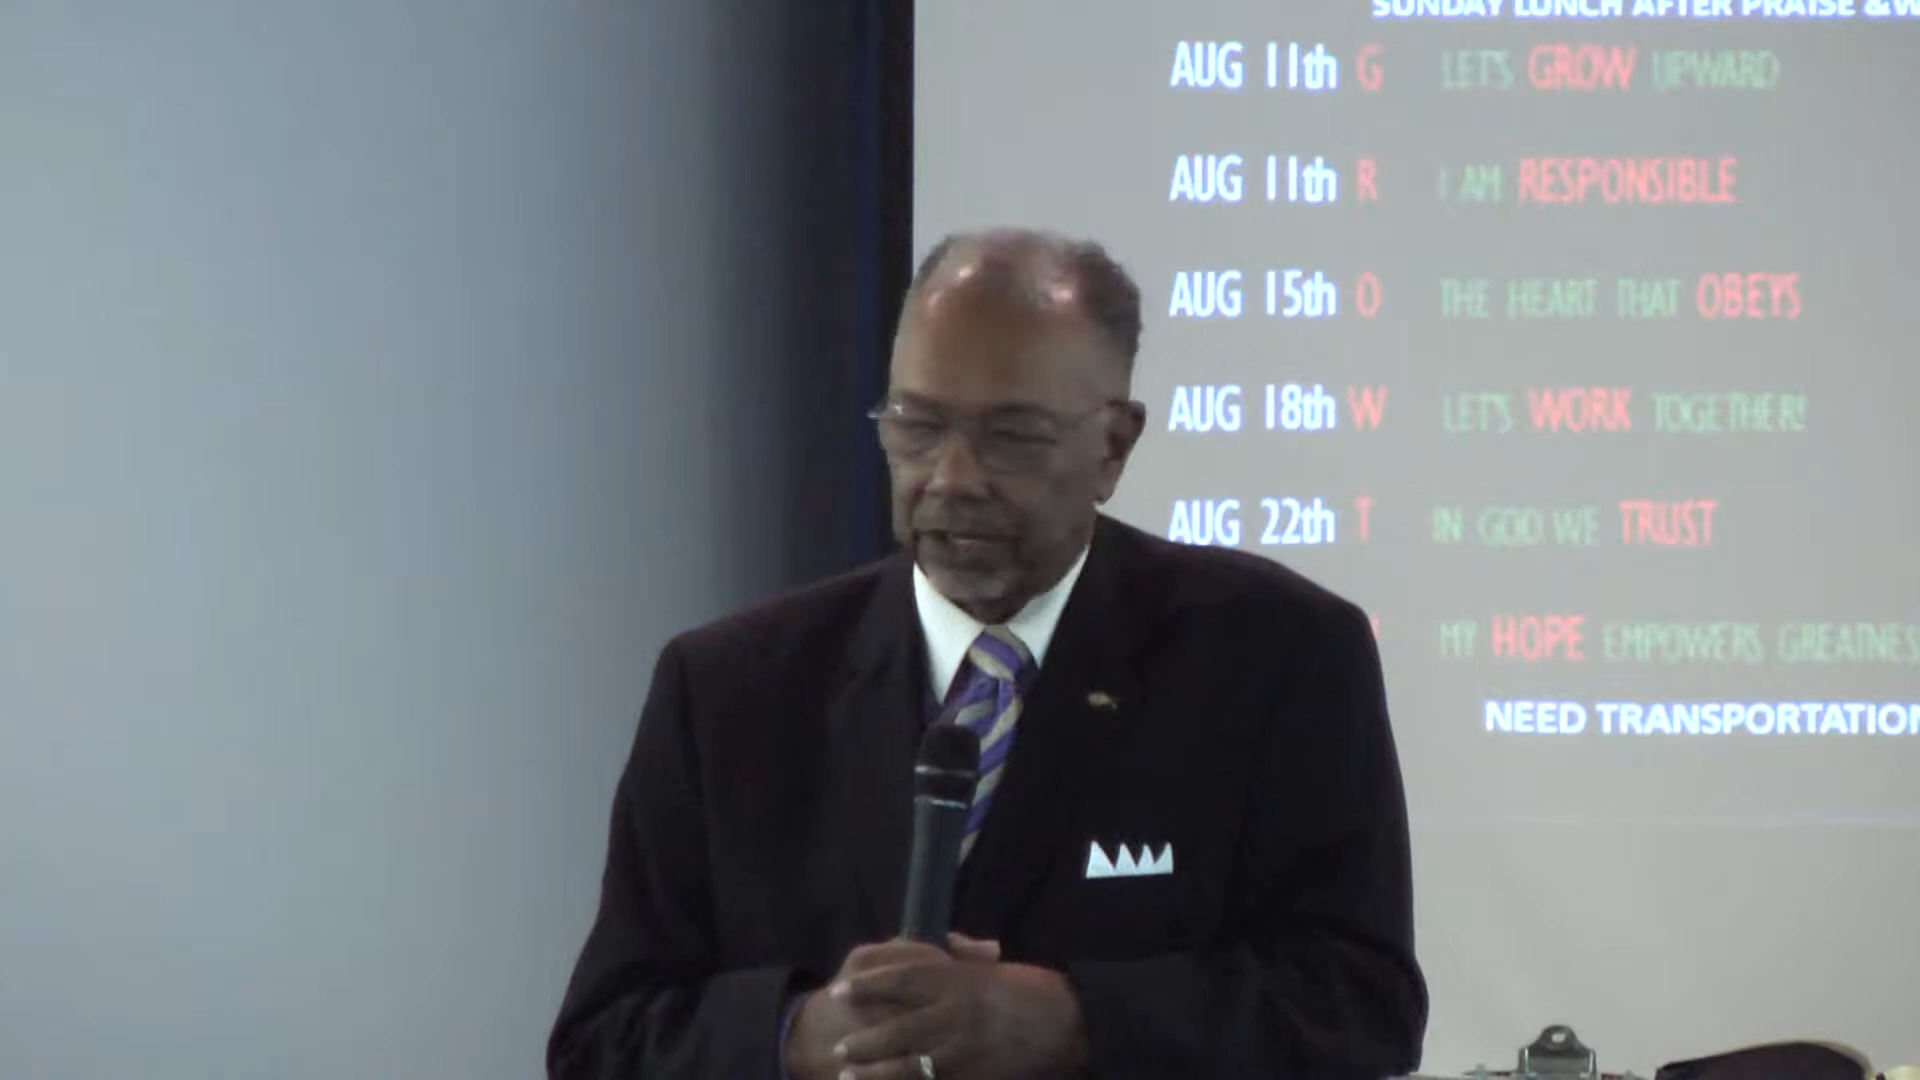 SUNDAY LUNCH AFTER PRAISE &W
AUG 11th G LET'S GROW UPWARD
AUG 11th R I AM RESPONSIBLE
AUG 15th O THE HEART THAT OBEYS
AUG 18th W LET'S WORK TOGETHER!
AUG 22th T IN GOD WE TRUST
MY HOPE EMPOWERS GREATNES
NEED TRANSPORTATION